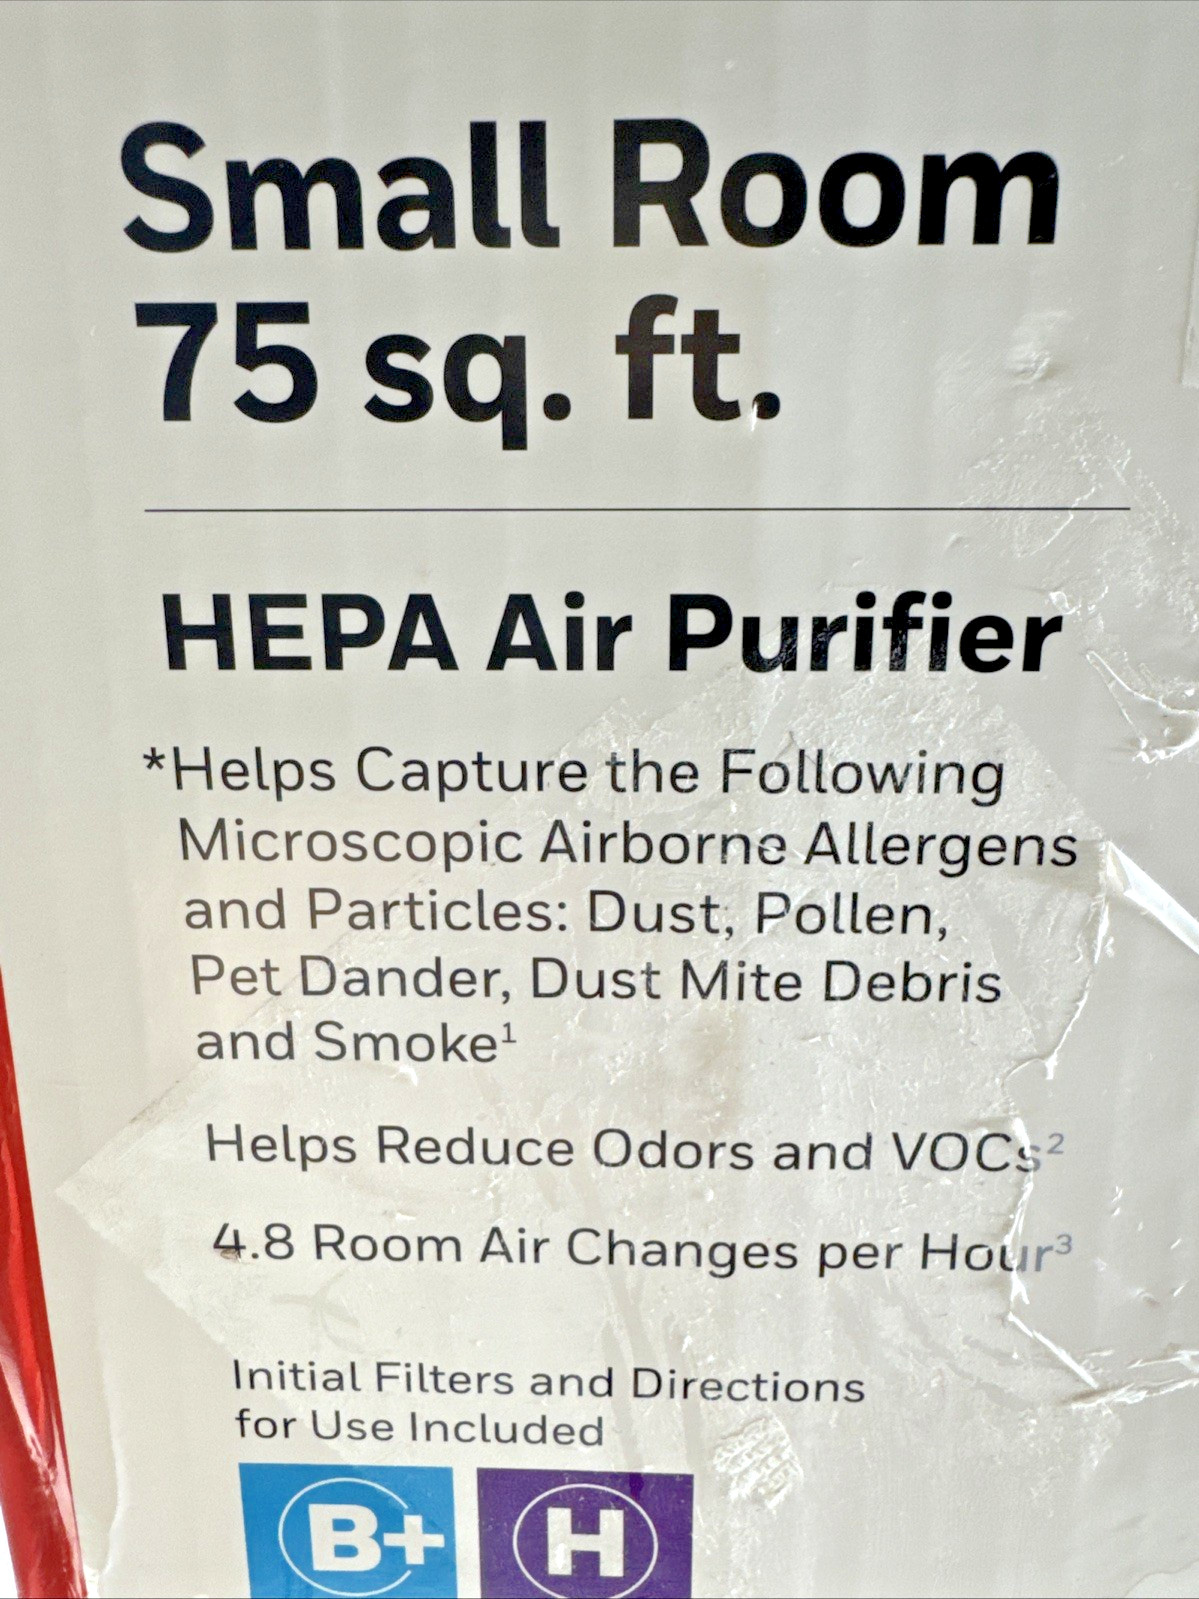 Small Room
75 sq. ft.
HEPA Air Purifier
*Helps Capture the Following
Microscopic Airborne Allergens
and Particles: Dust, Pollen,
Pet Dander, Dust Mite Debris
and Smoke¹
Helps Reduce Odors and VOCs²
4.8 Room Air Changes per Hour³
Initial Filters and Directions
for Use Included
B+ H